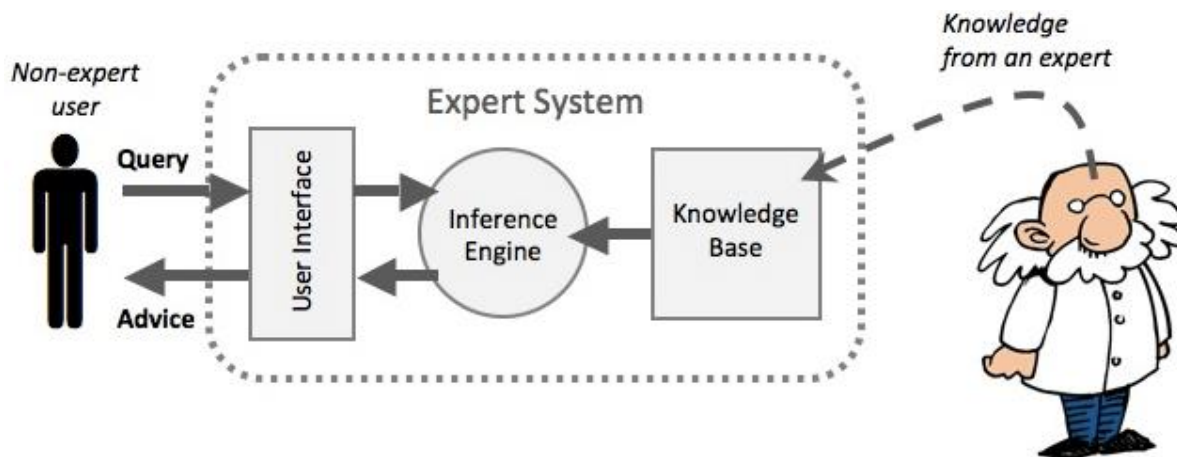 Non-expert
user
Query
Advice
Expert System
User Interface
Inference
Engine
Knowledge
Base
Knowledge
from an expert